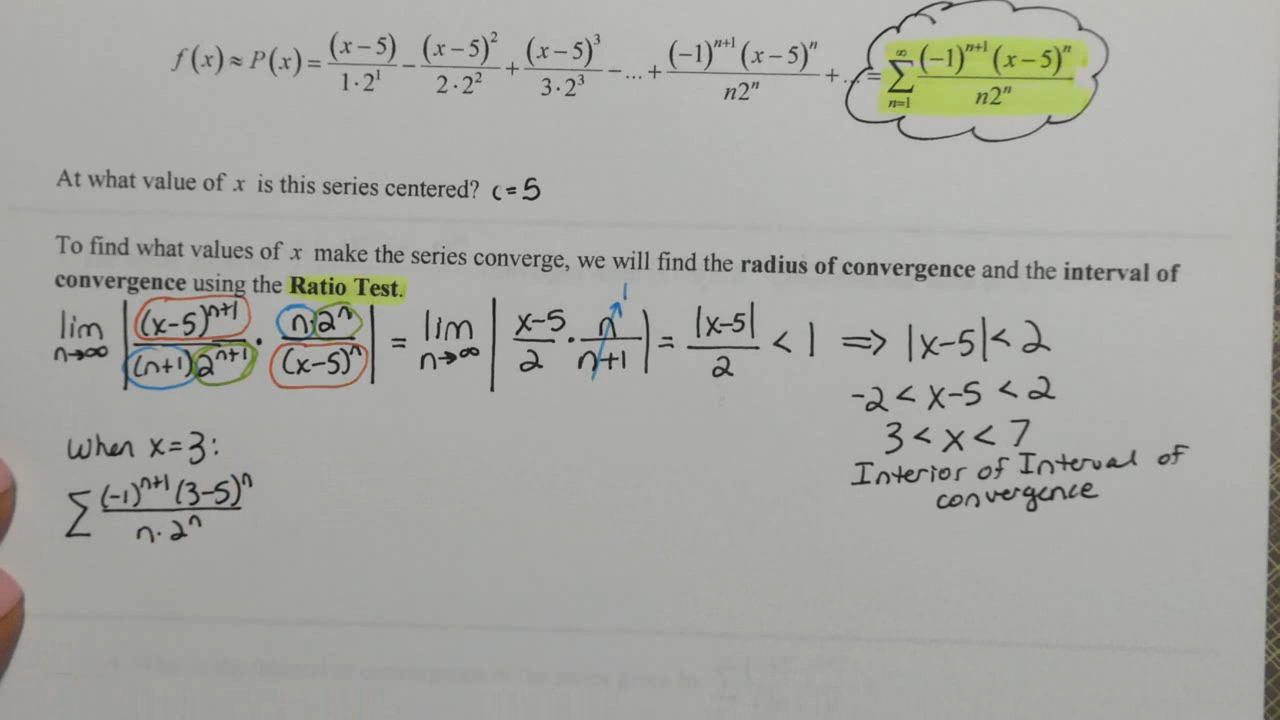 f(x) ≈ P(x) = (x−5)/(1·2^1) − (x−5)^2/(2·2^2) + (x−5)^3/(3·2^3) − ... + (−1)^{n+1}(x−5)^n/(n2^n) + ... = ∑_{n=1}^{∞} (−1)^{n+1}(x−5)^n/(n2^n)
At what value of x is this series centered? c=5
To find what values of x make the series converge, we will find the radius of convergence and the interval of
convergence using the Ratio Test.
lim_{n→∞} |(x−5)^{n+1}/((n+1)2^{n+1}) · n·2^n/(x−5)^n| = lim_{n→∞} |(x−5)/2 · n/(n+1)| 1 = |x−5|/2 < 1 ⇒ |x−5| < 2
-2 < x−5 < 2
3 < x < 7
Interior of Interval of
convergence
When x=3:
∑ (−1)^{n+1}(3−5)^n/(n·2^n)